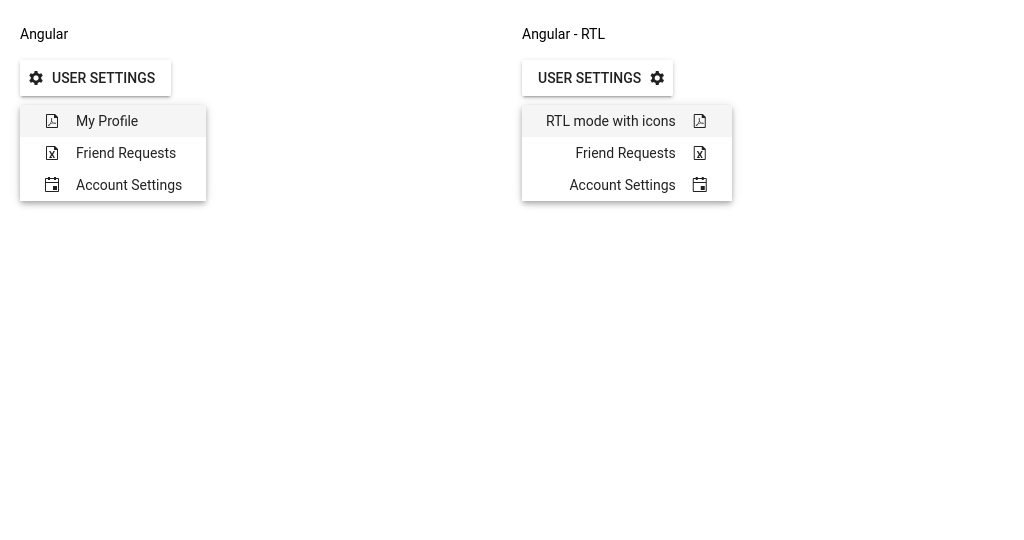 Angular
USER SETTINGS
My Profile
Friend Requests
Account Settings
Angular - RTL
USER SETTINGS
RTL mode with icons
Friend Requests
Account Settings